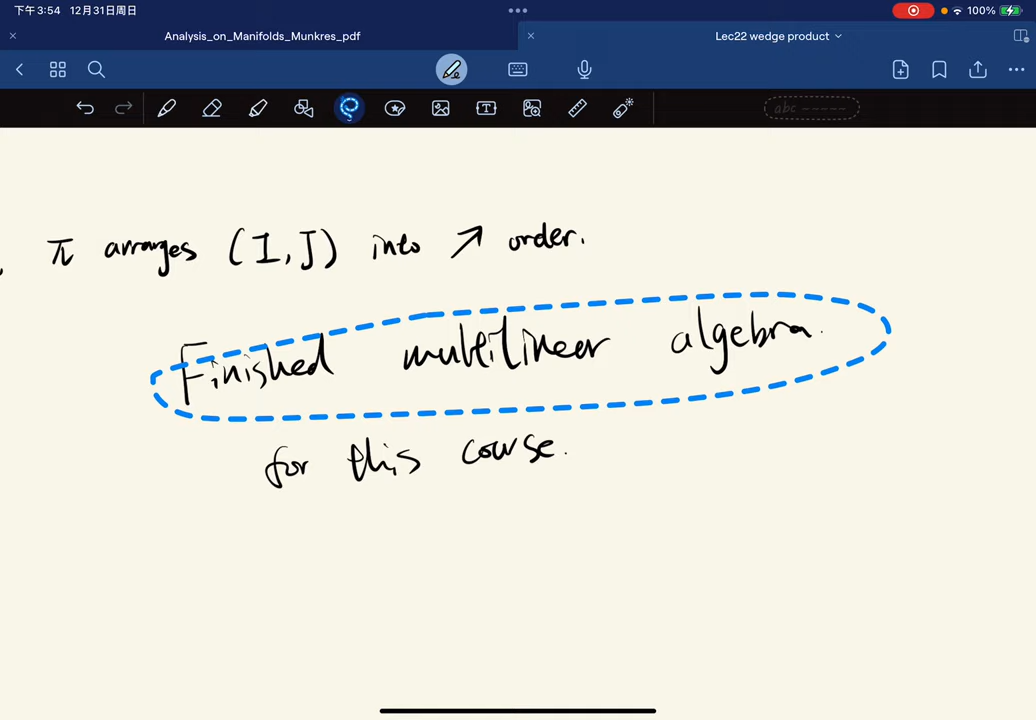 下午3:54 12月31日周日
100%
Analysis_on_Manifolds_Munkres_pdf
Lec22 wedge product
abc
π arranges (I,J) into ↗ order.
Finished multilinear algebra.
for this course.